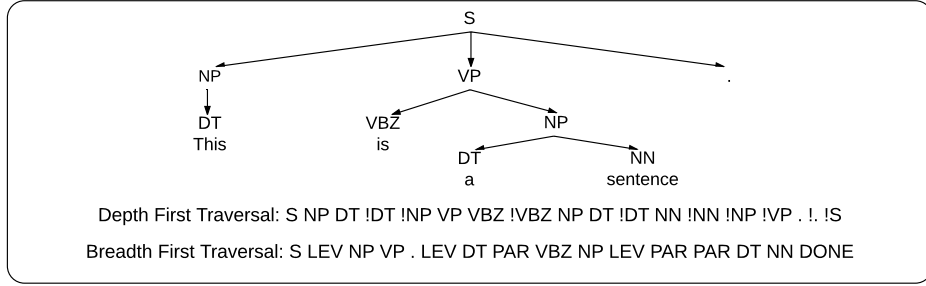 S
NP VP .
DT VBZ NP
This is
DT NN
a sentence
Depth First Traversal: S NP DT !DT !NP VP VBZ !VBZ NP DT !DT NN !NN !NP !VP . !. !S
Breadth First Traversal: S LEV NP VP . LEV DT PAR VBZ NP LEV PAR PAR DT NN DONE